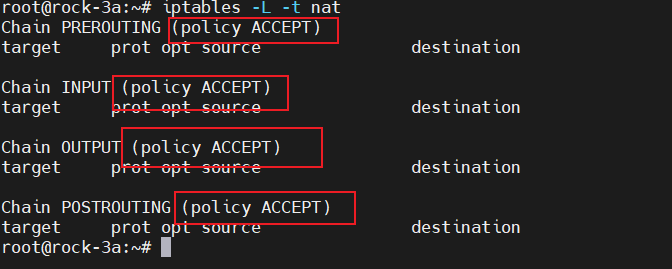 root@rock-3a:~# iptables -L -t nat
Chain PREROUTING (policy ACCEPT)
target     prot opt source               destination

Chain INPUT (policy ACCEPT)
target     prot opt source               destination

Chain OUTPUT (policy ACCEPT)
target     prot opt source               destination

Chain POSTROUTING (policy ACCEPT)
target     prot opt source               destination
root@rock-3a:~#